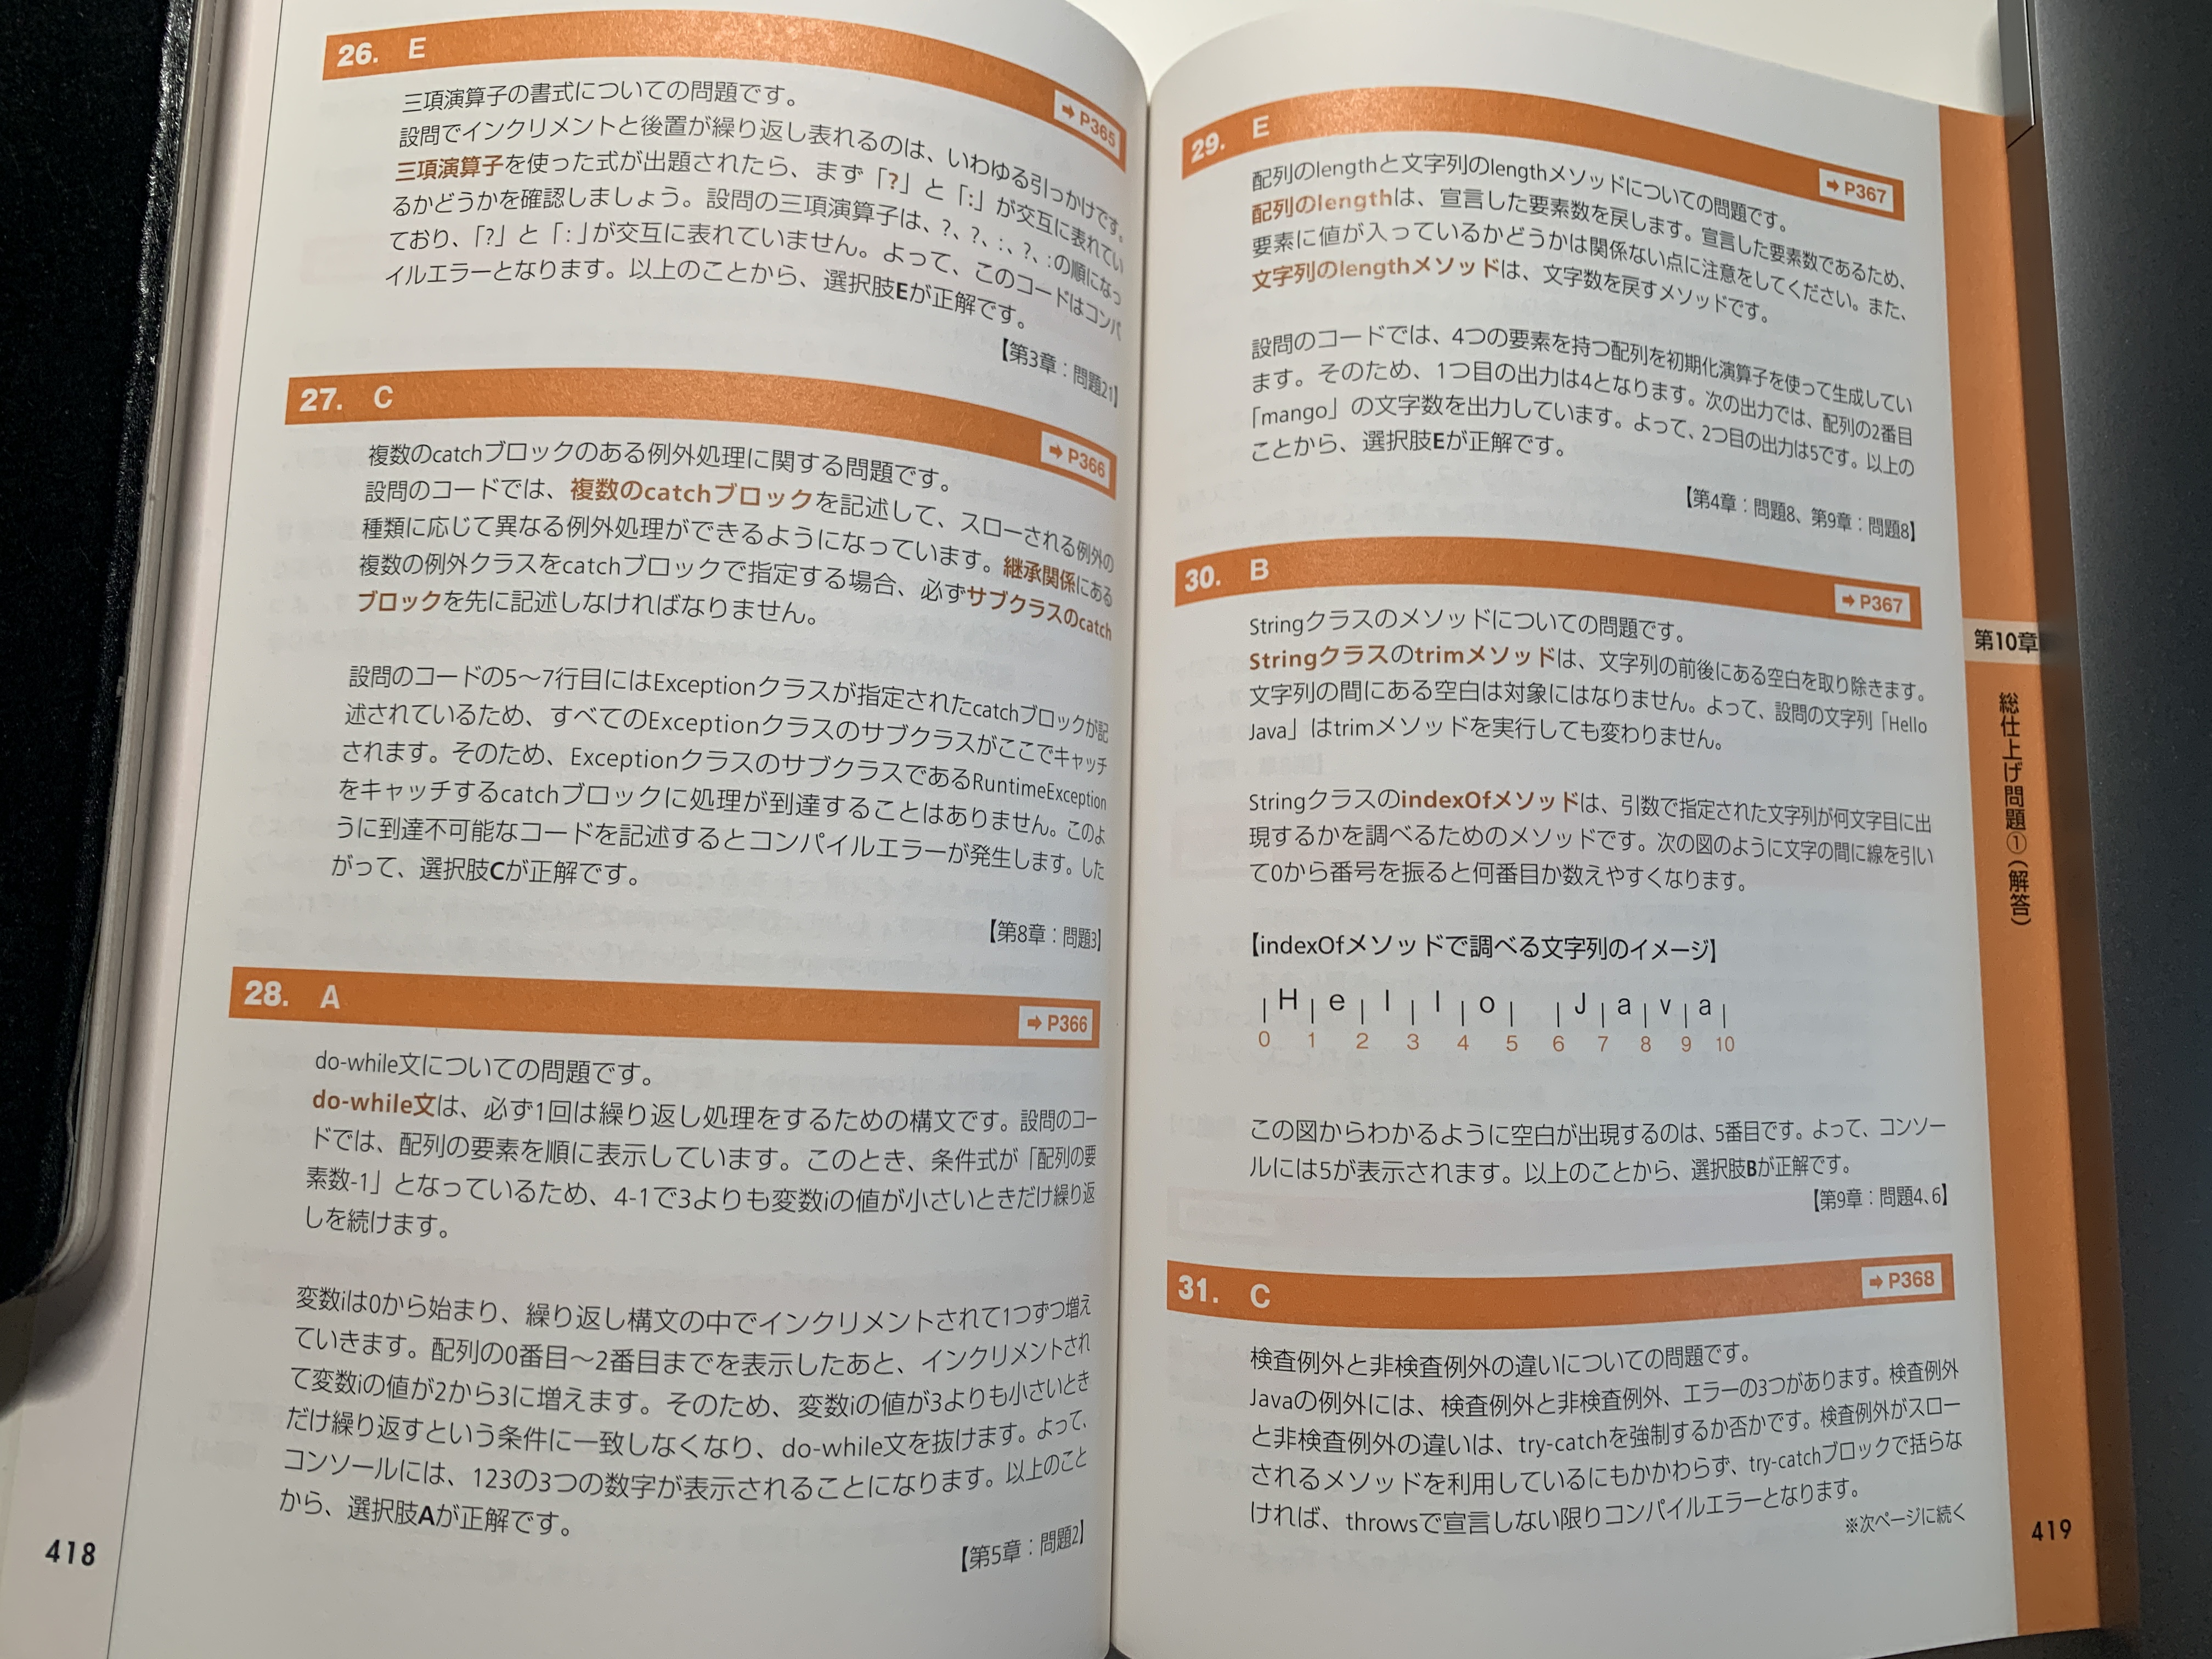 26. E
➡ P365
三項演算子の書式についての問題です。
設問でインクリメントと後置が繰り返し表れるのは、いわゆる引っかけです。
三項演算子を使った式が出題されたら、まず「?」と「:」が交互に表れてい
るかどうかを確認しましょう。設問の三項演算子は、?、?、:、?、:の順になっ
ており、「?」と「:」が交互に表れていません。よって、このコードはコンパ
イルエラーとなります。以上のことから、選択肢Eが正解です。
【第3章：問題21】
27. C
➡ P366
複数のcatchブロックのある例外処理に関する問題です。
設問のコードでは、複数のcatchブロックを記述して、スローされる例外の
種類に応じて異なる例外処理ができるようになっています。継承関係にある
複数の例外クラスをcatchブロックで指定する場合、必ずサブクラスのcatch
ブロックを先に記述しなければなりません。
設問のコードの5〜7行目にはExceptionクラスが指定されたcatchブロックが記
述されているため、すべてのExceptionクラスのサブクラスがここでキャッチ
されます。そのため、ExceptionクラスのサブクラスであるRuntimeException
をキャッチするcatchブロックに処理が到達することはありません。このよ
うに到達不可能なコードを記述するとコンパイルエラーが発生します。した
がって、選択肢Cが正解です。
【第8章：問題3】
28. A
➡ P366
do-while文についての問題です。
do-while文は、必ず1回は繰り返し処理をするための構文です。設問のコー
ドでは、配列の要素を順に表示しています。このとき、条件式が「配列の要
素数-1」となっているため、4-1で3よりも変数iの値が小さいときだけ繰り返
しを続けます。
変数iは0から始まり、繰り返し構文の中でインクリメントされて1つずつ増え
ていきます。配列の0番目〜2番目までを表示したあと、インクリメントされ
て変数iの値が2から3に増えます。そのため、変数iの値が3よりも小さいとき
だけ繰り返すという条件に一致しなくなり、do-while文を抜けます。よって、
コンソールには、123の3つの数字が表示されることになります。以上のこと
から、選択肢Aが正解です。
【第5章：問題2】
418
29. E
➡ P367
配列のlengthと文字列のlengthメソッドについての問題です。
配列のlengthは、宣言した要素数を戻します。宣言した要素数であるため、
要素に値が入っているかどうかは関係ない点に注意をしてください。また、
文字列のlengthメソッドは、文字数を戻すメソッドです。
設問のコードでは、4つの要素を持つ配列を初期化演算子を使って生成してい
ます。そのため、1つ目の出力は4となります。次の出力では、配列の2番目
「mango」の文字数を出力しています。よって、2つ目の出力は5です。以上の
ことから、選択肢Eが正解です。
【第4章：問題8、第9章：問題8】
30. B
➡ P367
Stringクラスのメソッドについての問題です。
Stringクラスのtrimメソッドは、文字列の前後にある空白を取り除きます。
文字列の間にある空白は対象にはなりません。よって、設問の文字列「Hello
Java」はtrimメソッドを実行しても変わりません。
StringクラスのindexOfメソッドは、引数で指定された文字列が何文字目に出
現するかを調べるためのメソッドです。次の図のように文字の間に線を引い
て0から番号を振ると何番目か数えやすくなります。
【indexOfメソッドで調べる文字列のイメージ】
| H | e | l | l | o | | J | a | v | a |
0 1 2 3 4 5 6 7 8 9 10
この図からわかるように空白が出現するのは、5番目です。よって、コンソー
ルには5が表示されます。以上のことから、選択肢Bが正解です。
【第9章：問題4、6】
31. C
➡ P368
検査例外と非検査例外の違いについての問題です。
Javaの例外には、検査例外と非検査例外、エラーの3つがあります。検査例外
と非検査例外の違いは、try-catchを強制するか否かです。検査例外がスロー
されるメソッドを利用しているにもかかわらず、try-catchブロックで括らな
ければ、throwsで宣言しない限りコンパイルエラーとなります。
※次ページに続く
第10章
総仕上げ問題①（解答）
419